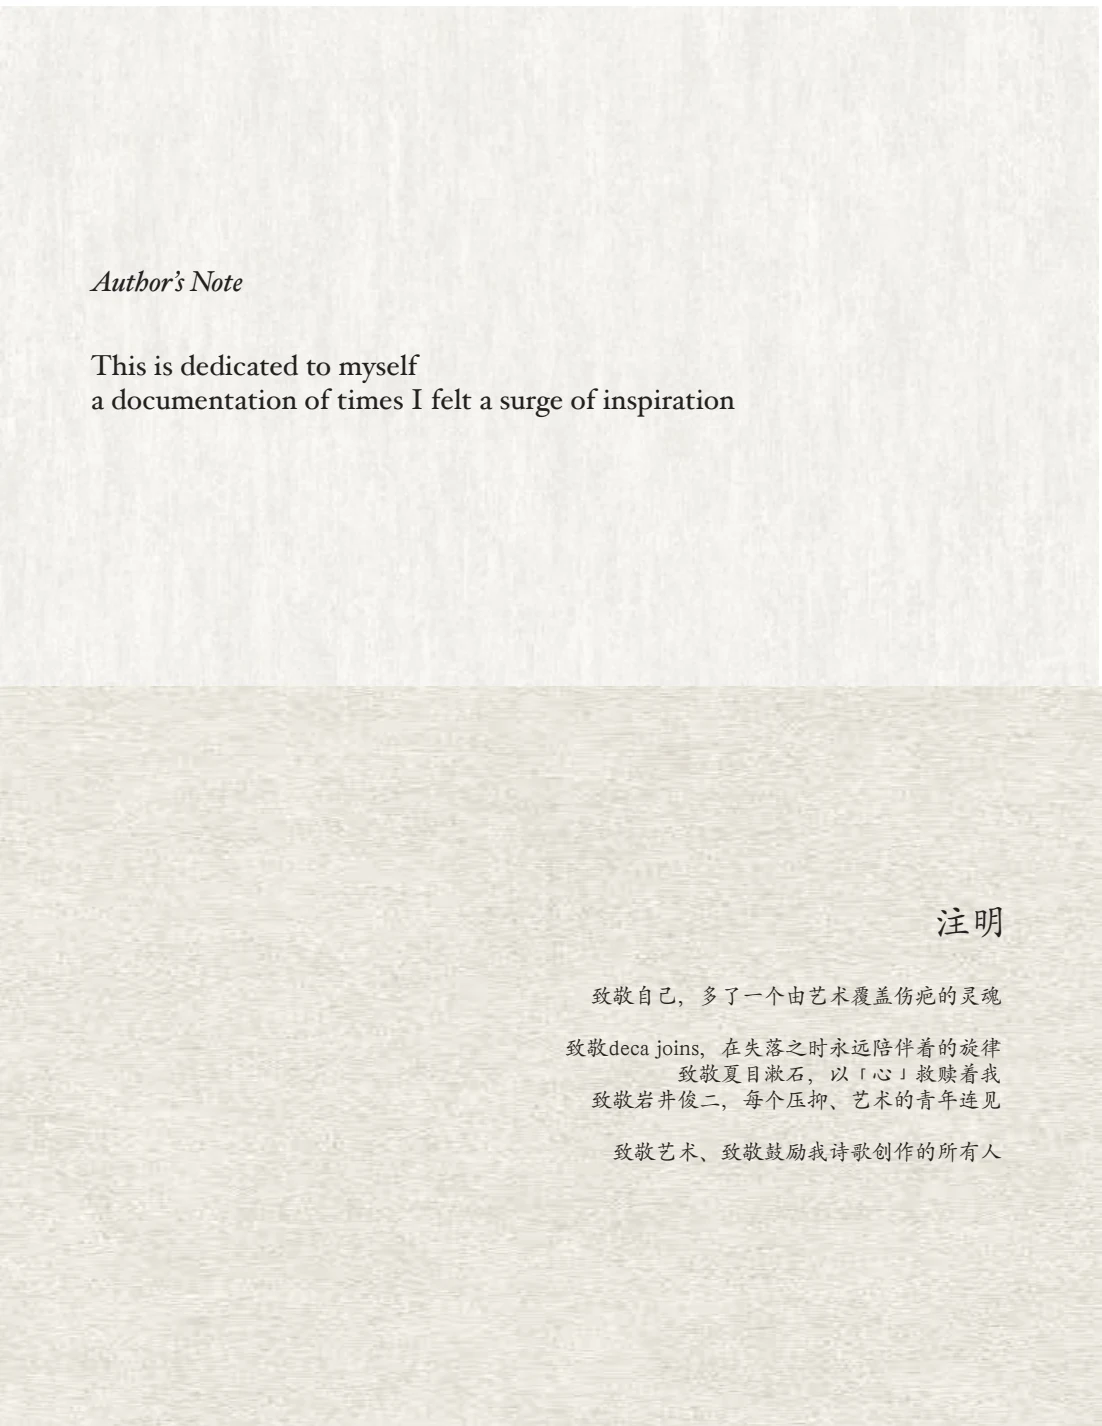 Author’s Note
This is dedicated to myself
a documentation of times I felt a surge of inspiration
注明
致敬自己，多了一个由艺术覆盖伤疤的灵魂
致敬deca joins，在失落之时永远陪伴着的旋律
致敬夏目漱石，以「心」救赎着我
致敬岩井俊二，每个压抑、艺术的青年连见
致敬艺术、致敬鼓励我诗歌创作的所有人